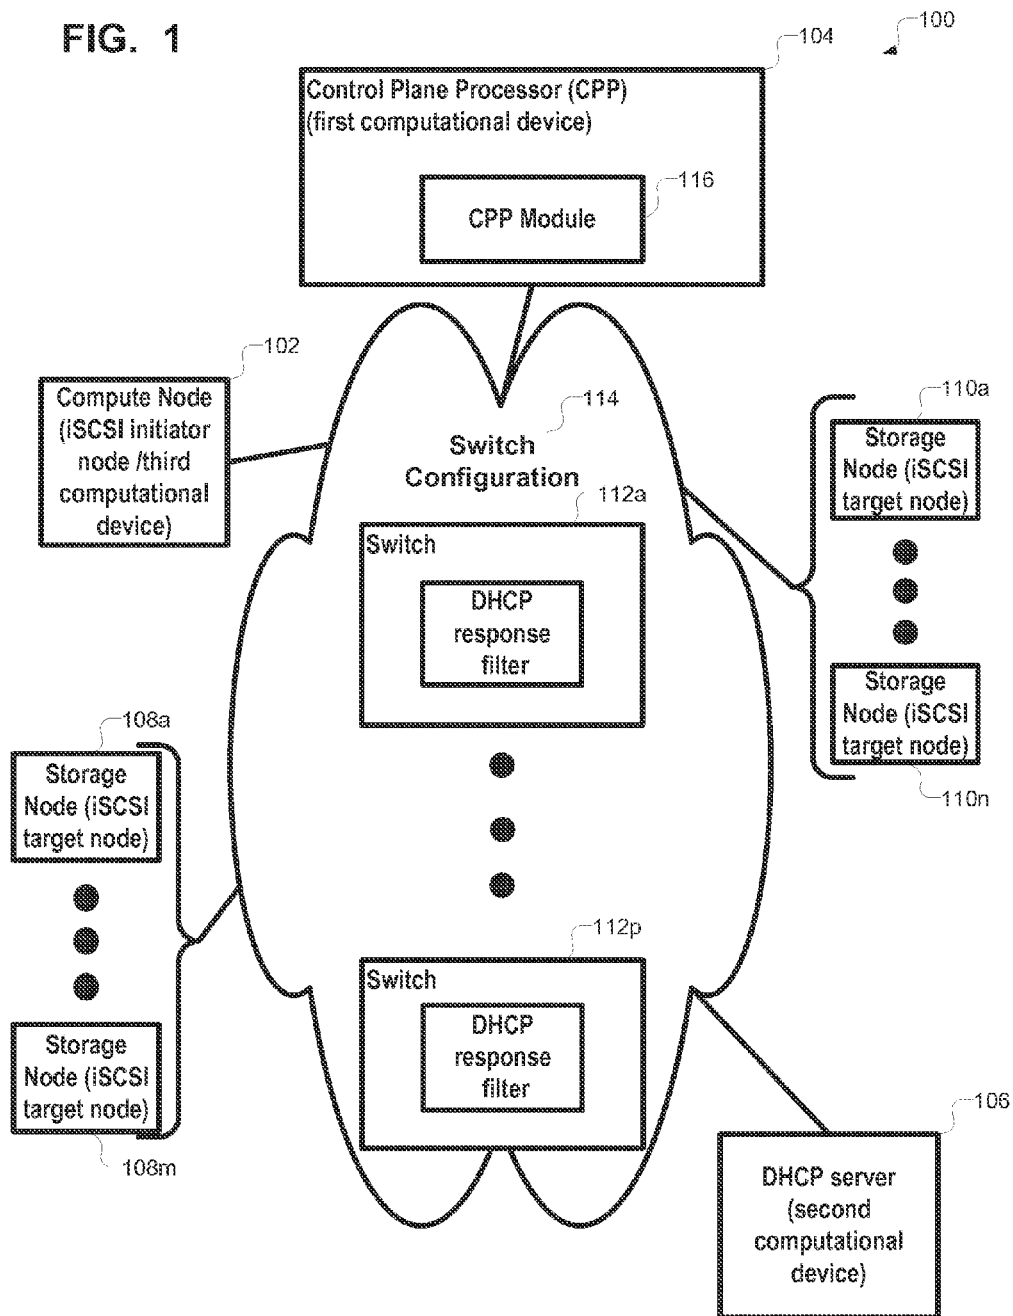 FIG. 1
100
104
Control Plane Processor (CPP)
(first computational device)
116
CPP Module
102
Compute Node
(iSCSI initiator
node /third
computational
device)
114
Switch
Configuration
110a
Storage
Node (iSCSI
target node)
112a
Switch
DHCP
response
filter
Storage
Node (iSCSI
target node)
110n
108a
Storage
Node (iSCSI
target node)
112p
Switch
DHCP
response
filter
Storage
Node (iSCSI
target node)
108m
106
DHCP server
(second
computational
device)